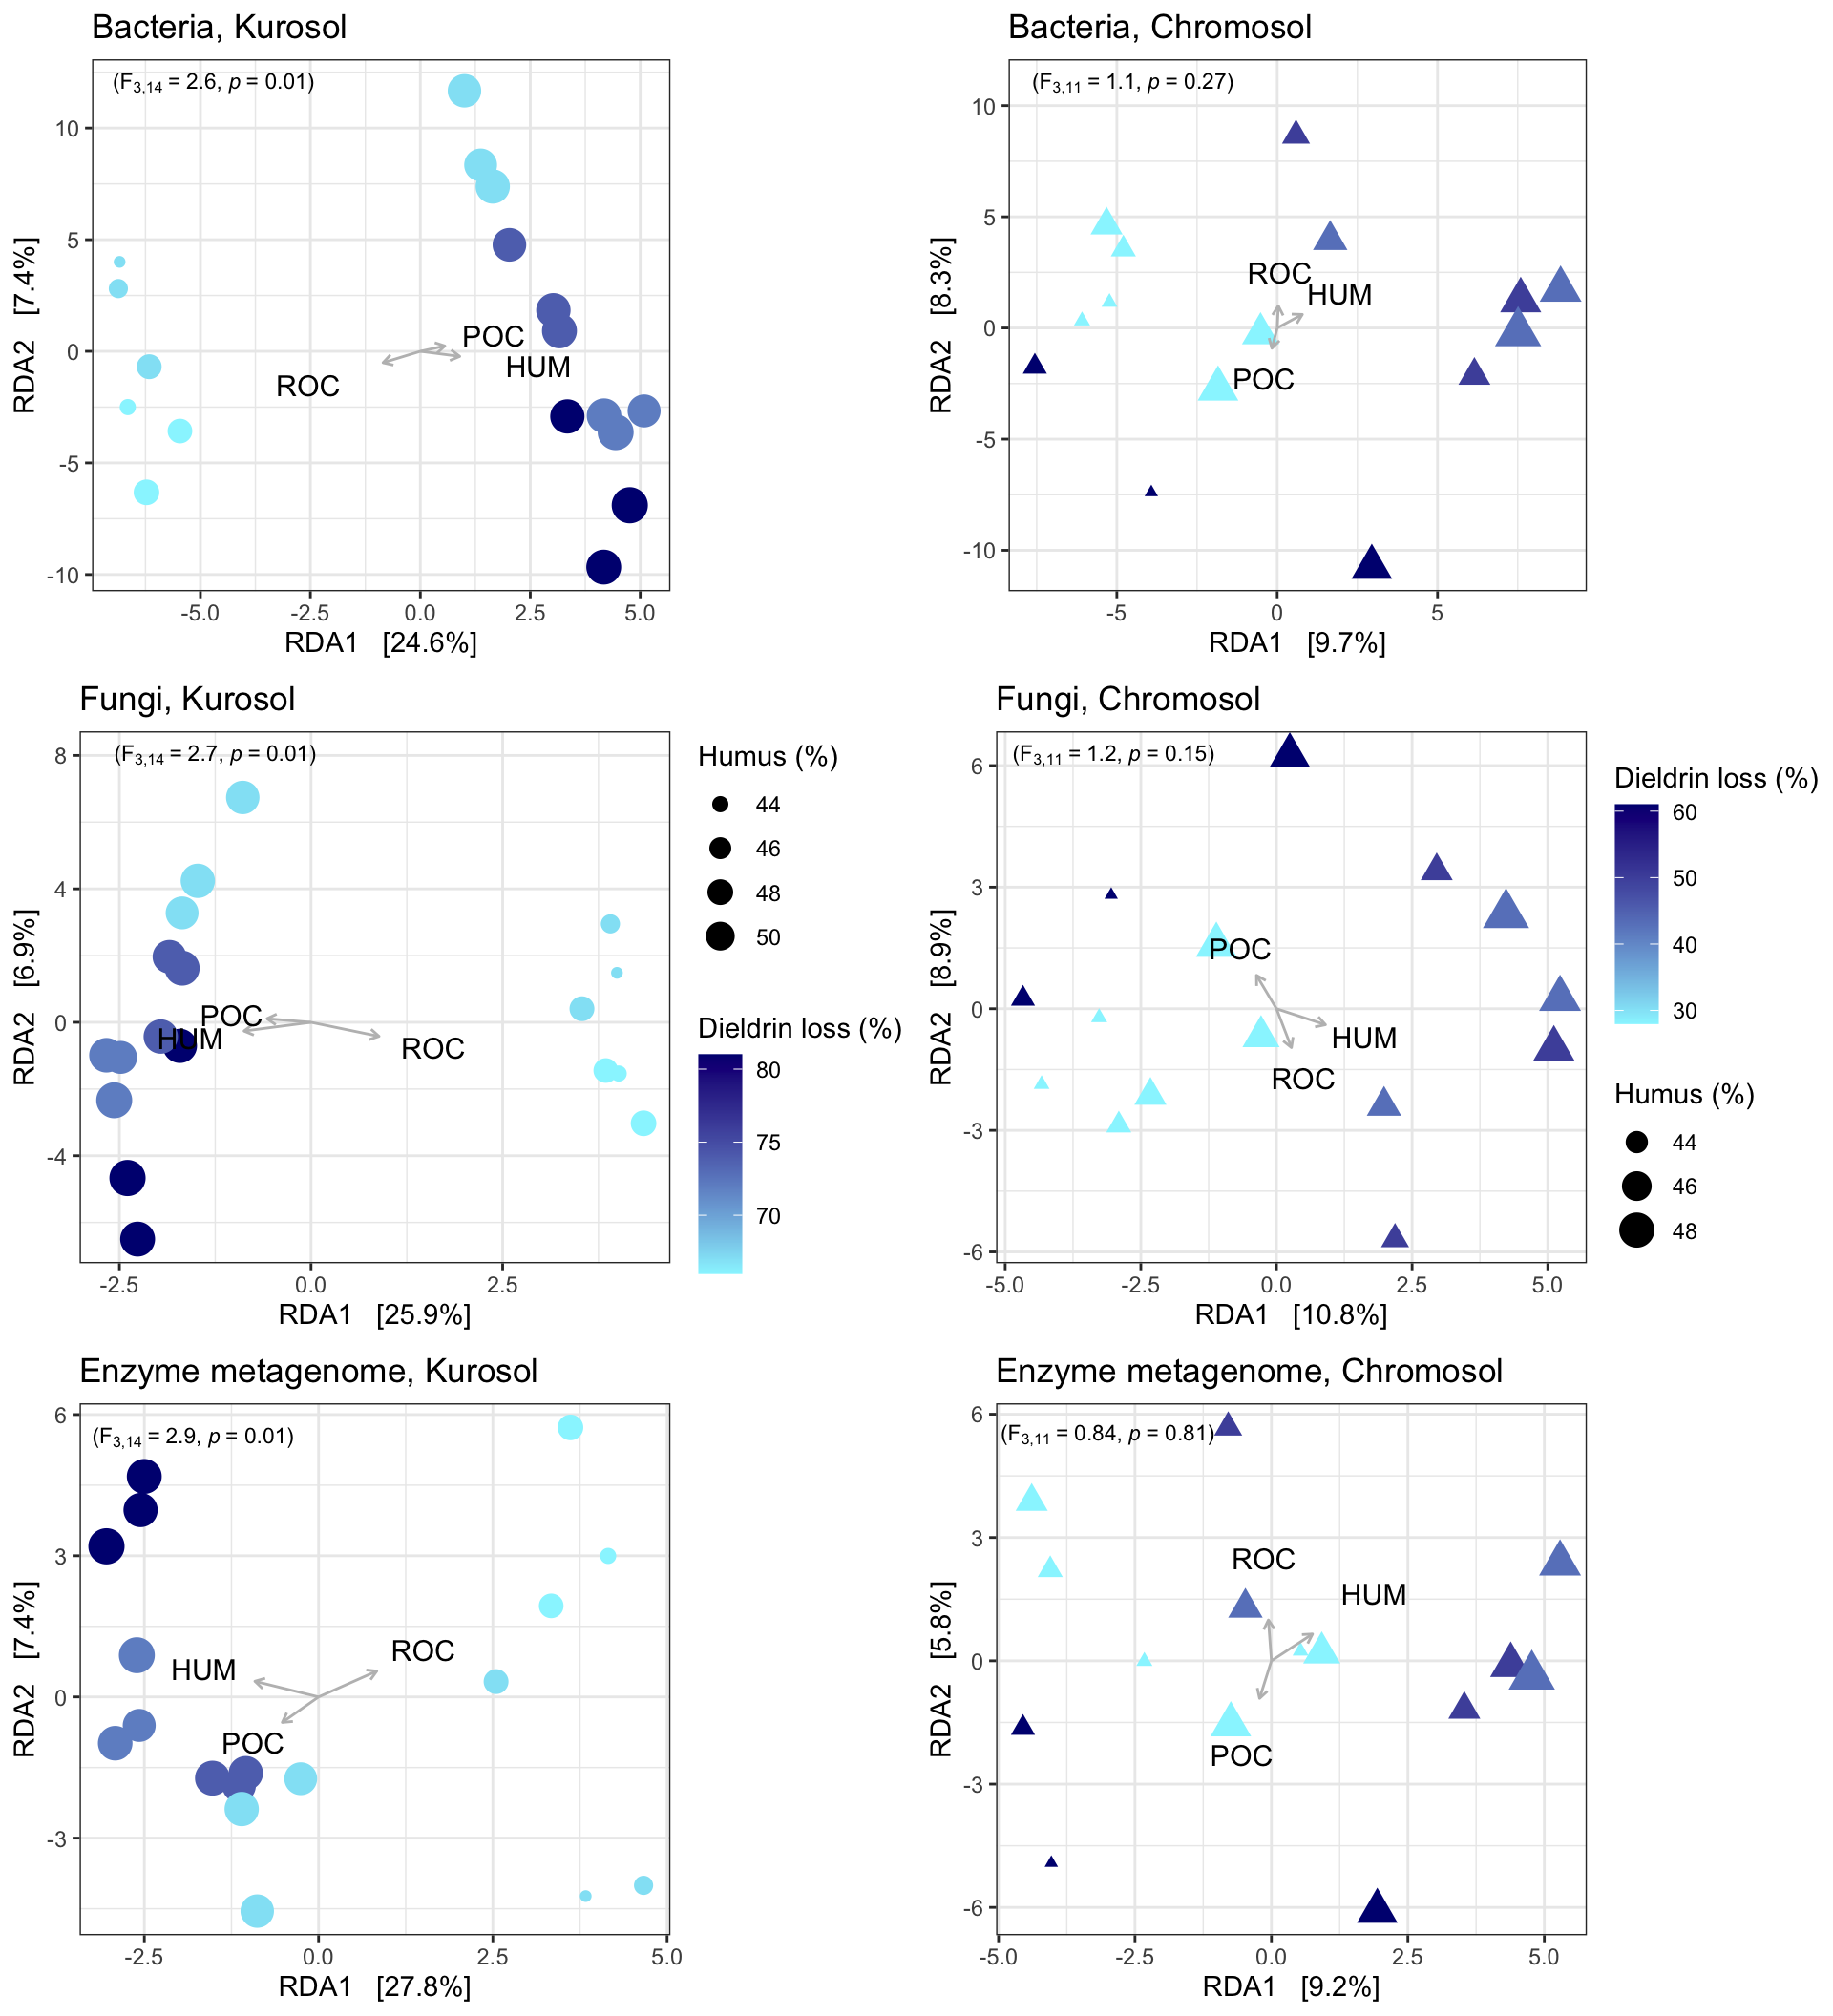 Bacteria, Kurosol
(F3,14 = 2.6, p = 0.01)
10
5
0
-5
-10
RDA2 [7.4%]
POC
HUM
ROC
-5.0 -2.5 0.0 2.5 5.0
RDA1 [24.6%]
Bacteria, Chromosol
(F3,11 = 1.1, p = 0.27)
10
5
0
-5
-10
RDA2 [8.3%]
ROC
HUM
POC
-5 0 5
RDA1 [9.7%]
Fungi, Kurosol
(F3,14 = 2.7, p = 0.01)
8
4
0
-4
RDA2 [6.9%]
POC
HUM
ROC
-2.5 0.0 2.5
RDA1 [25.9%]
Humus (%)
44
46
48
50
Dieldrin loss (%)
80
75
70
Fungi, Chromosol
(F3,11 = 1.2, p = 0.15)
6
3
0
-3
-6
RDA2 [8.9%]
POC
HUM
ROC
-5.0 -2.5 0.0 2.5 5.0
RDA1 [10.8%]
Dieldrin loss (%)
60
50
40
30
Humus (%)
44
46
48
Enzyme metagenome, Kurosol
(F3,14 = 2.9, p = 0.01)
6
3
0
-3
RDA2 [7.4%]
ROC
HUM
POC
-2.5 0.0 2.5 5.0
RDA1 [27.8%]
Enzyme metagenome, Chromosol
(F3,11 = 0.84, p = 0.81)
6
3
0
-3
-6
RDA2 [5.8%]
ROC
HUM
POC
-5.0 -2.5 0.0 2.5 5.0
RDA1 [9.2%]